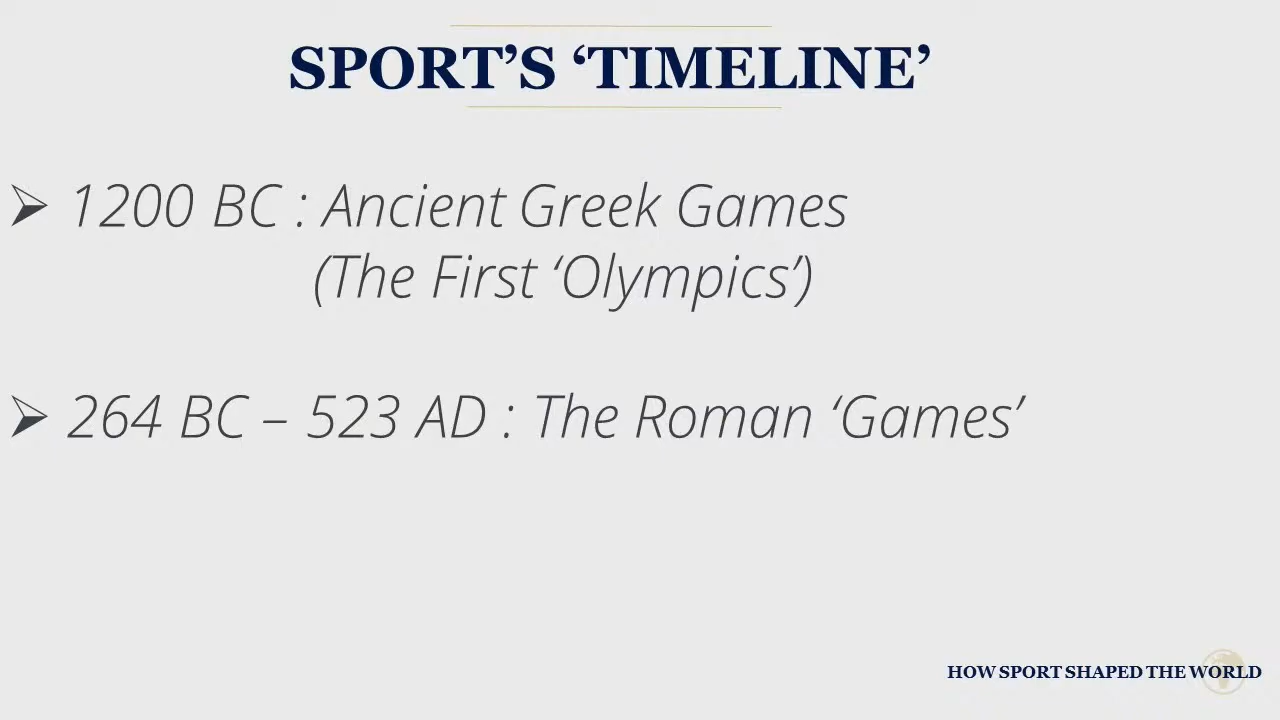 SPORT’S ‘TIMELINE’
➢ 1200 BC : Ancient Greek Games
(The First ‘Olympics’)
➢ 264 BC – 523 AD : The Roman ‘Games’
HOW SPORT SHAPED THE WORLD